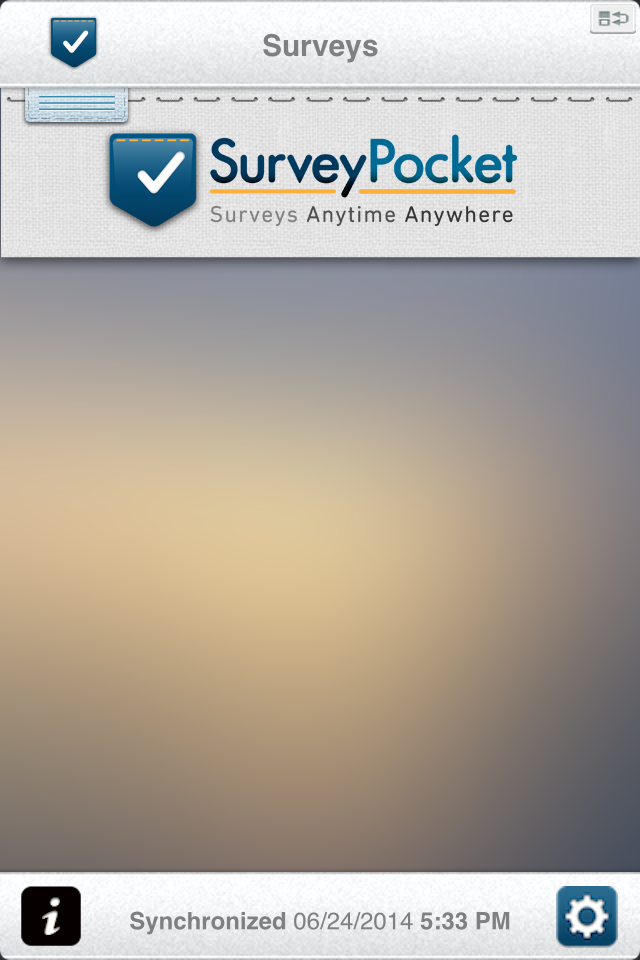 Surveys
SurveyPocket
Surveys Anytime Anywhere
Synchronized 06/24/2014 5:33 PM